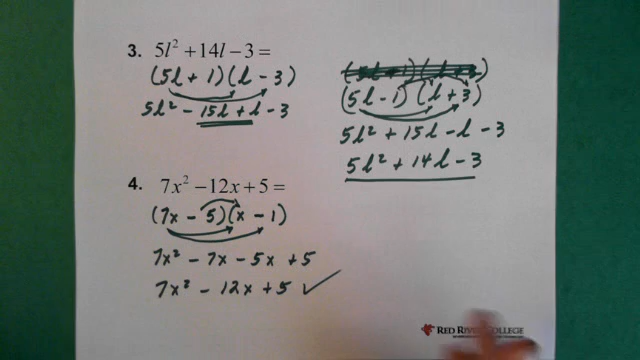 3. 5l² + 14l − 3 =
(5l + 1)(l − 3)
5l² − 15l + l − 3
(5l − 1)(l + 3)
5l² + 15l − l − 3
5l² + 14l − 3
4. 7x² − 12x + 5 =
(7x − 5)(x − 1)
7x² − 7x − 5x + 5
7x² − 12x + 5 ✓
RED RIVER COLLEGE